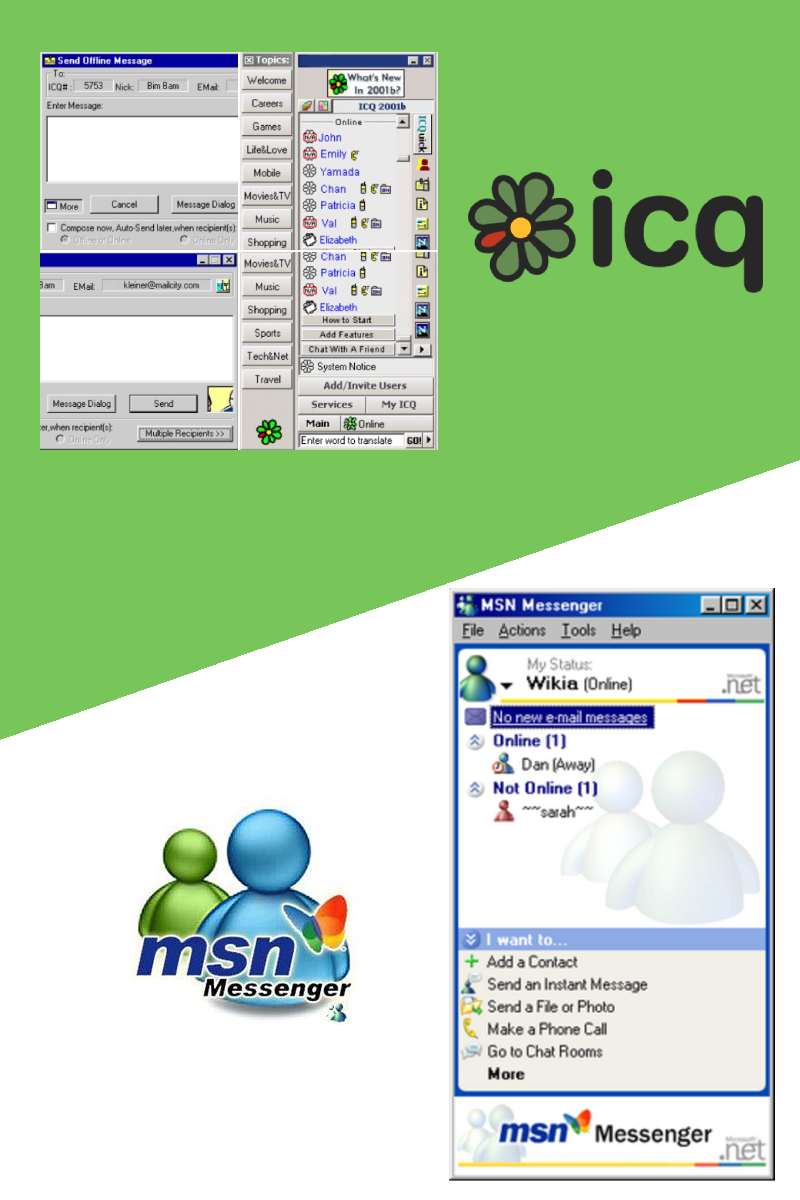 Send Offline Message
To:
ICQ#: 5753 Nick: Bim Bam EMail:
Enter Message:
More Cancel Message Dialog
Compose now, Auto-Send later,when recipient(s):
Offline or Online Online Only
Topics:
Welcome
Careers
Games
Life&Love
Mobile
Movies&TV
Music
Shopping
What's New
In 2001b?
ICQ 2001b
Online
John
Emily
Yamada
Chan
Patricia
Val
Elizabeth
ICQuick
icq
Bam EMail: kleiner@mailcity.com
Message Dialog Send
ter,when recipient(s):
Online Only Multiple Recipients >>
Movies&TV
Music
Shopping
Sports
Tech&Net
Travel
Chan
Patricia
Val
Elizabeth
How to Start
Add Features
Chat With A Friend
System Notice
Add/Invite Users
Services My ICQ
Main Online
Enter word to translate GO!
MSN Messenger
File Actions Tools Help
My Status:
Wikia (Online)
Microsoft
.net
No new e-mail messages
Online (1)
Dan (Away)
Not Online (1)
~~sarah~~
I want to...
Add a Contact
Send an Instant Message
Send a File or Photo
Make a Phone Call
Go to Chat Rooms
More
msn Messenger
Microsoft
.net
msn
Messenger